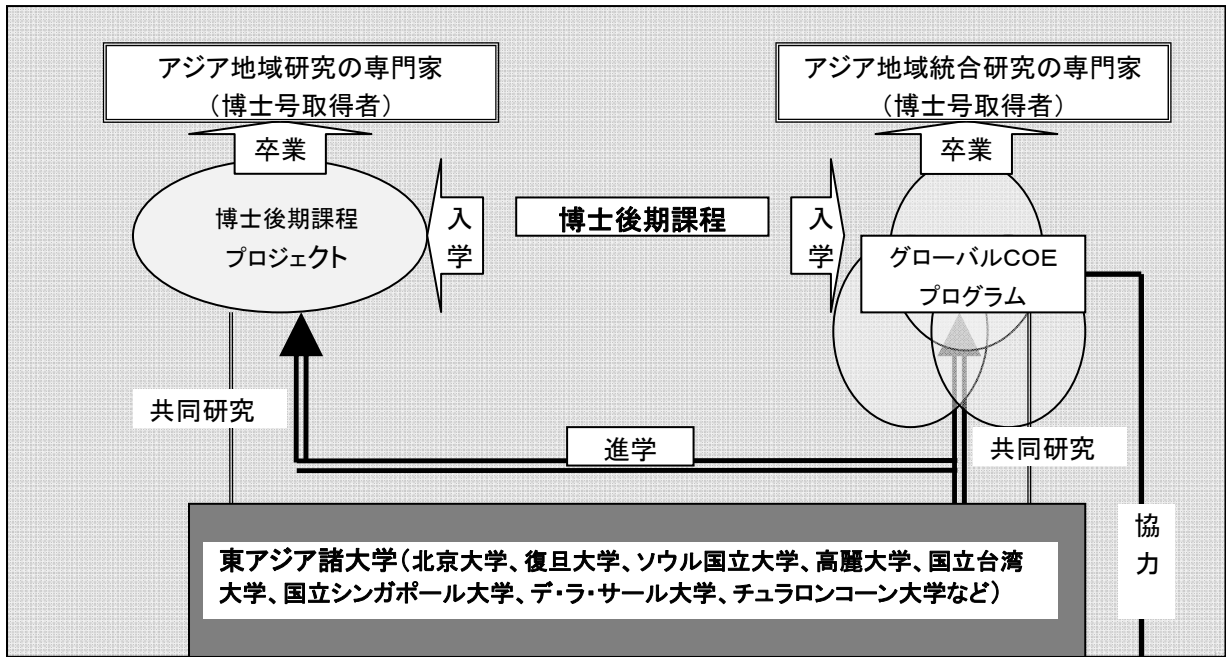 アジア地域研究の専門家
（博士号取得者）
アジア地域統合研究の専門家
（博士号取得者）
卒業
卒業
博士後期課程
プロジェクト
入
学
博士後期課程
入
学
グローバルCOE
プログラム
共同研究
進学
共同研究
東アジア諸大学（北京大学、復旦大学、ソウル国立大学、高麗大学、国立台湾
大学、国立シンガポール大学、デ・ラ・サール大学、チュラロンコーン大学など）
協
力